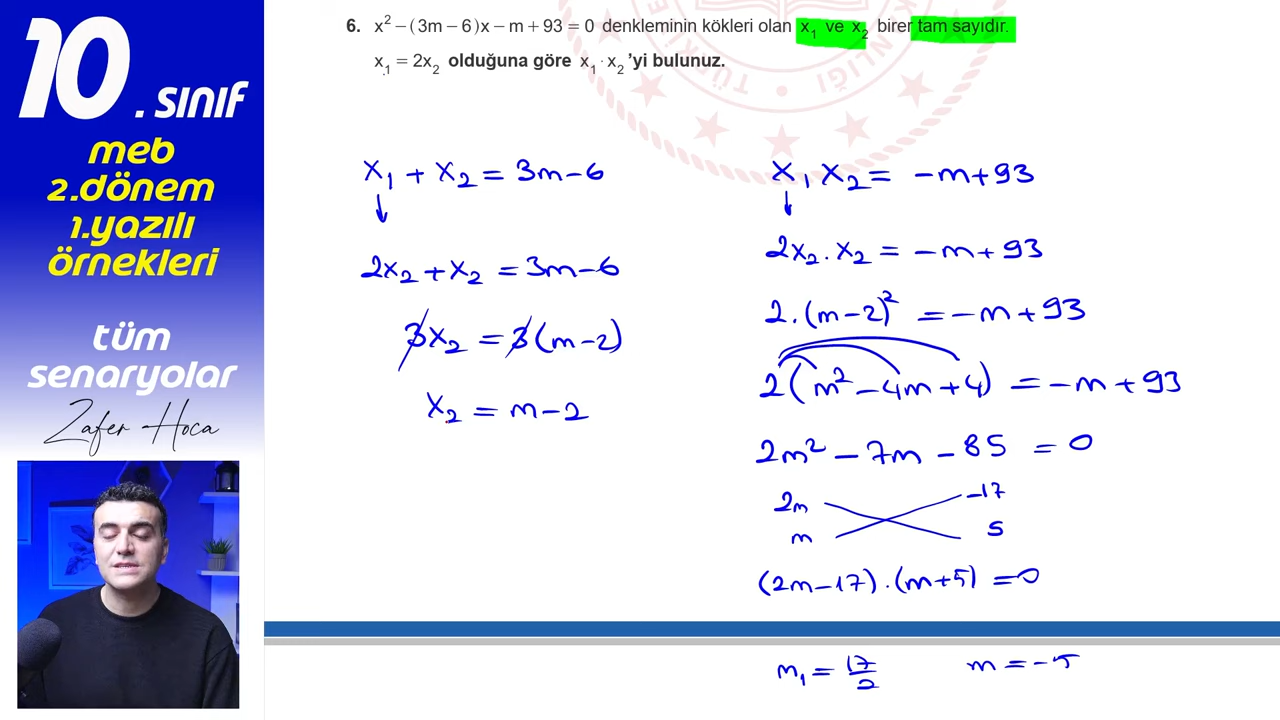 10. SINIF
meb
2.dönem
1.yazılı
örnekleri
tüm
senaryolar
Zafer Hoca
6. x² − (3m − 6)x − m + 93 = 0 denkleminin kökleri olan x₁ ve x₂ birer tam sayıdır.
x₁ = 2x₂ olduğuna göre x₁ · x₂ 'yi bulunuz.
x₁ + x₂ = 3m − 6
2x₂ + x₂ = 3m − 6
3x₂ = 3(m − 2)
x₂ = m − 2
x₁ x₂ = −m + 93
2x₂ . x₂ = −m + 93
2 . (m − 2)² = −m + 93
2(m² − 4m + 4) = −m + 93
2m² − 7m − 85 = 0
2m −17
m 5
(2m − 17) . (m + 5) = 0
m₁ = 17/2 m = −5
TÜRKİ
NLİĞİ